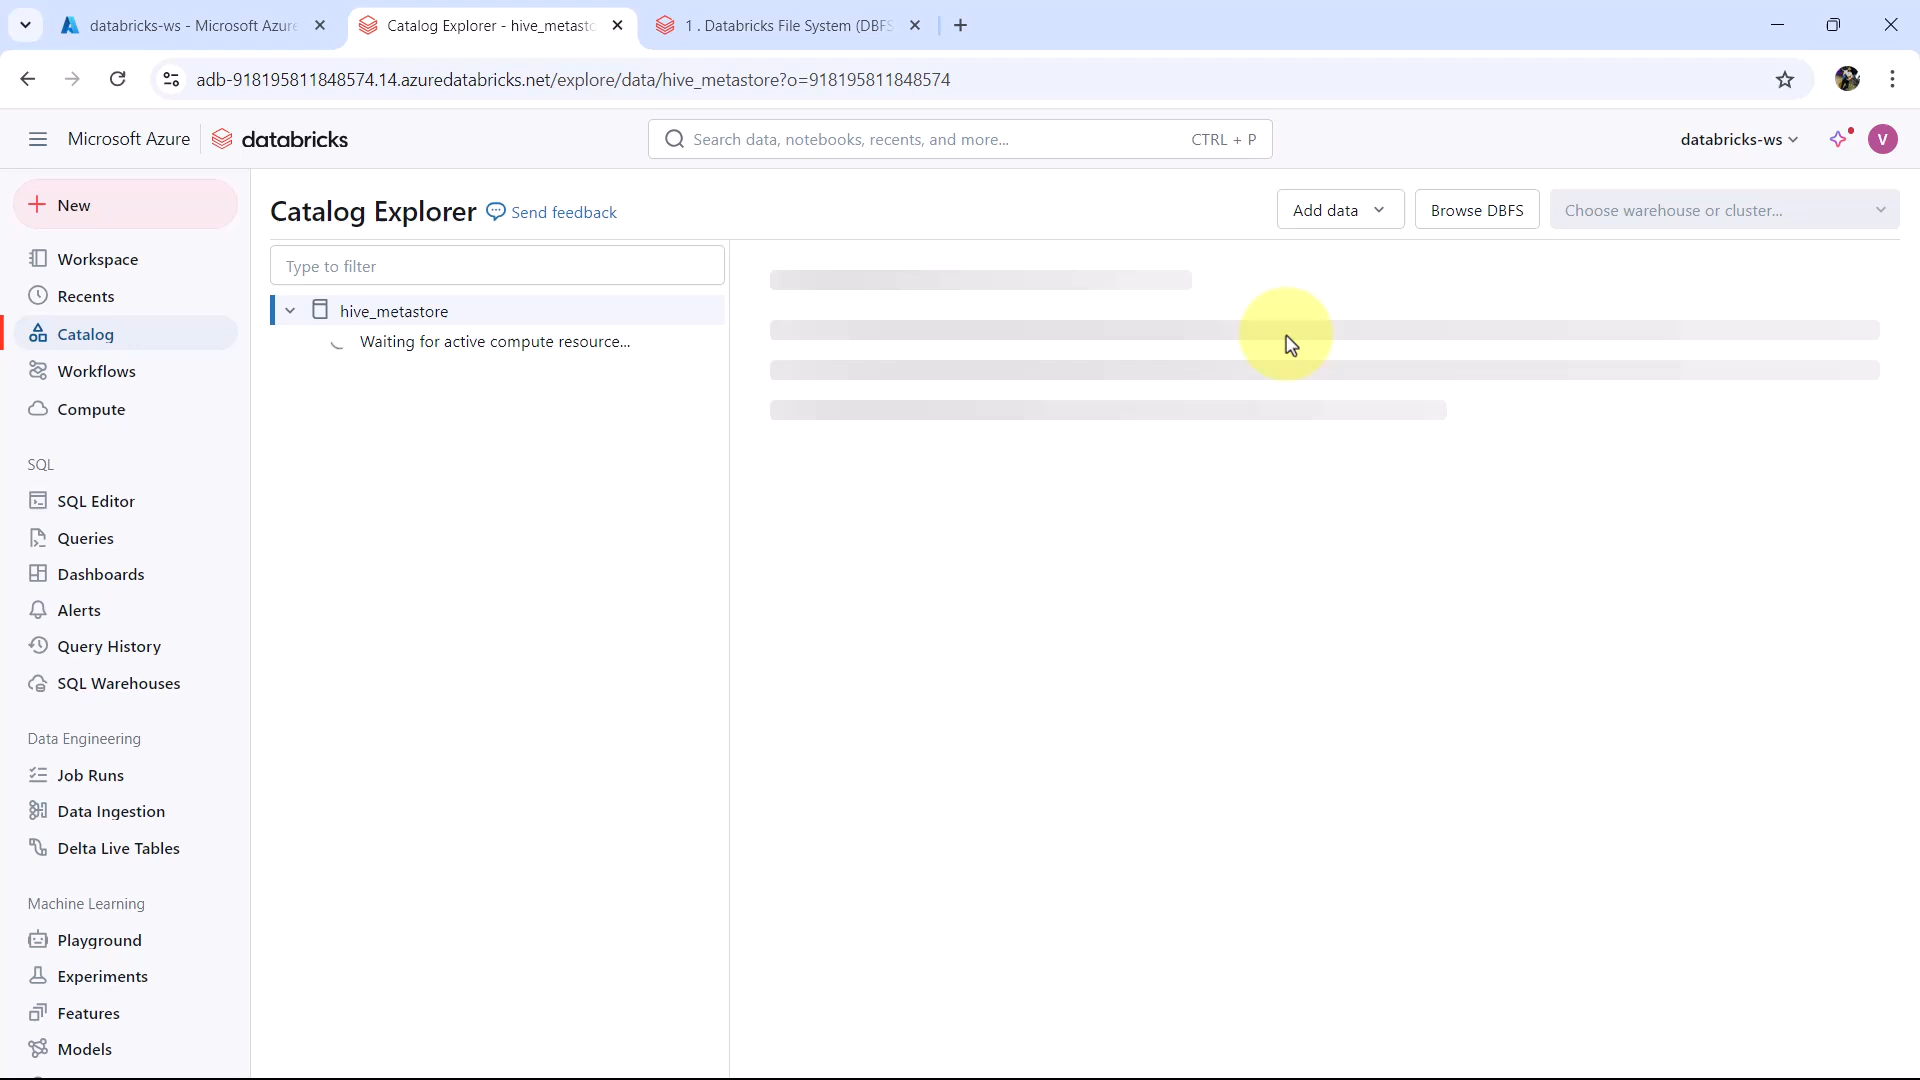 databricks-ws - Microsoft Azure
Catalog Explorer - hive_metasto
1 . Databricks File System (DBFS
adb-918195811848574.14.azuredatabricks.net/explore/data/hive_metastore?o=918195811848574
Microsoft Azure
databricks
Search data, notebooks, recents, and more...
CTRL + P
databricks-ws
V
New
Workspace
Recents
Catalog
Workflows
Compute
SQL
SQL Editor
Queries
Dashboards
Alerts
Query History
SQL Warehouses
Data Engineering
Job Runs
Data Ingestion
Delta Live Tables
Machine Learning
Playground
Experiments
Features
Models
Catalog Explorer
Send feedback
Add data
Browse DBFS
Choose warehouse or cluster...
Type to filter
hive_metastore
Waiting for active compute resource...